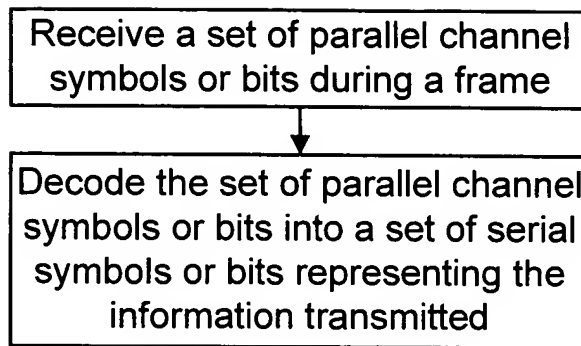 Receive a set of parallel channel
symbols or bits during a frame
Decode the set of parallel channel
symbols or bits into a set of serial
symbols or bits representing the
information transmitted